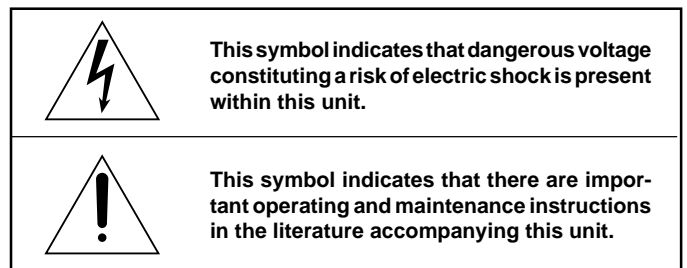 This symbol indicates that dangerous voltage
constituting a risk of electric shock is present
within this unit.
This symbol indicates that there are impor-
tant operating and maintenance instructions
in the literature accompanying this unit.